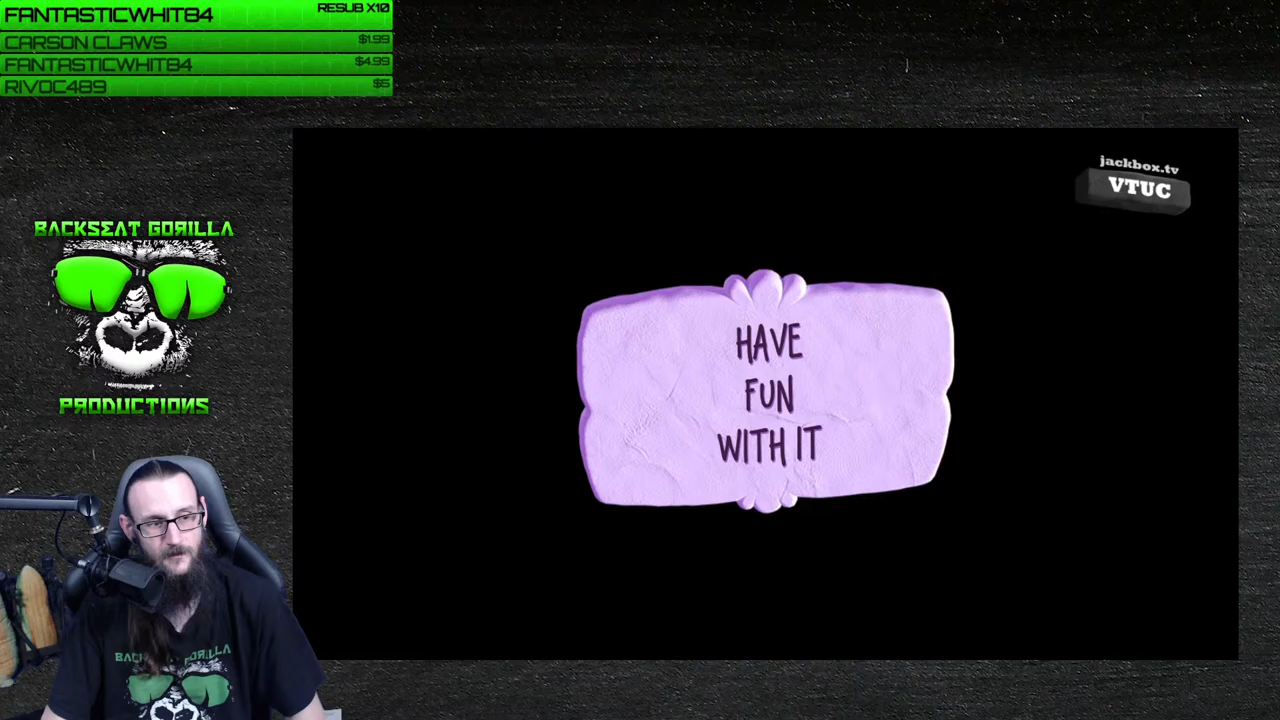 FANTASTICWHIT84 RESUB X10
CARSON CLAWS $1.99
FANTASTICWHIT84 $4.99
RIVOC489 $5
jackbox.tv
VTUC
BACKSEAT GORILLA
PRODUCTIONS
HAVE
FUN
WITH IT